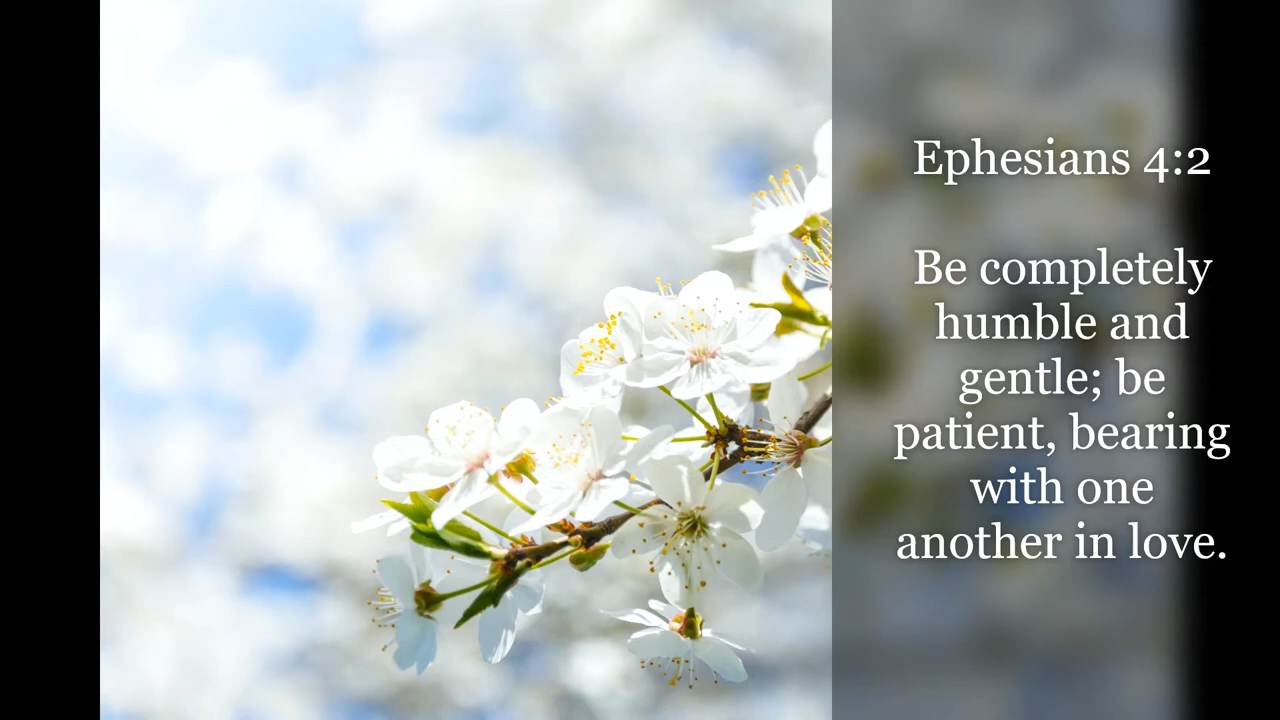 Ephesians 4:2
Be completely
humble and
gentle; be
patient, bearing
with one
another in love.